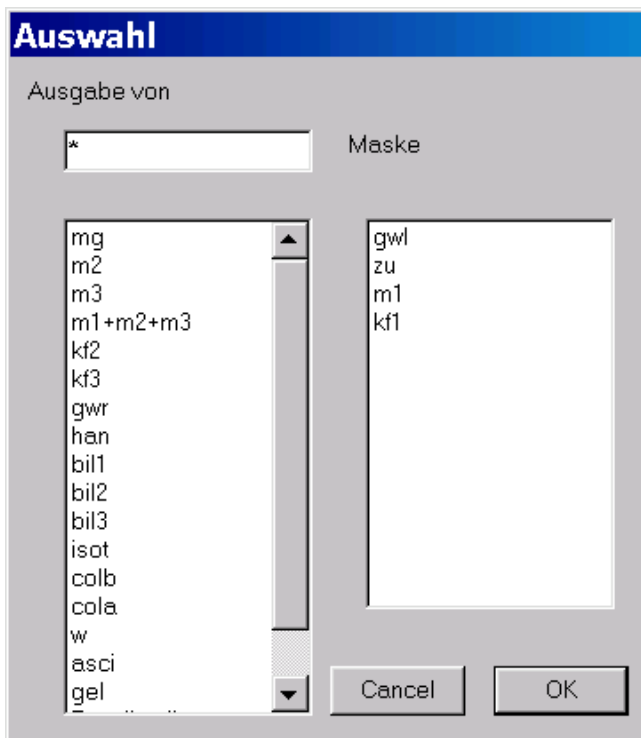 Auswahl
Ausgabe von
*
Maske
mg
m2
m3
m1+m2+m3
kf2
kf3
gwr
han
bil1
bil2
bil3
isot
colb
cola
w
asci
gel
gwl
zu
m1
kf1
Cancel
OK